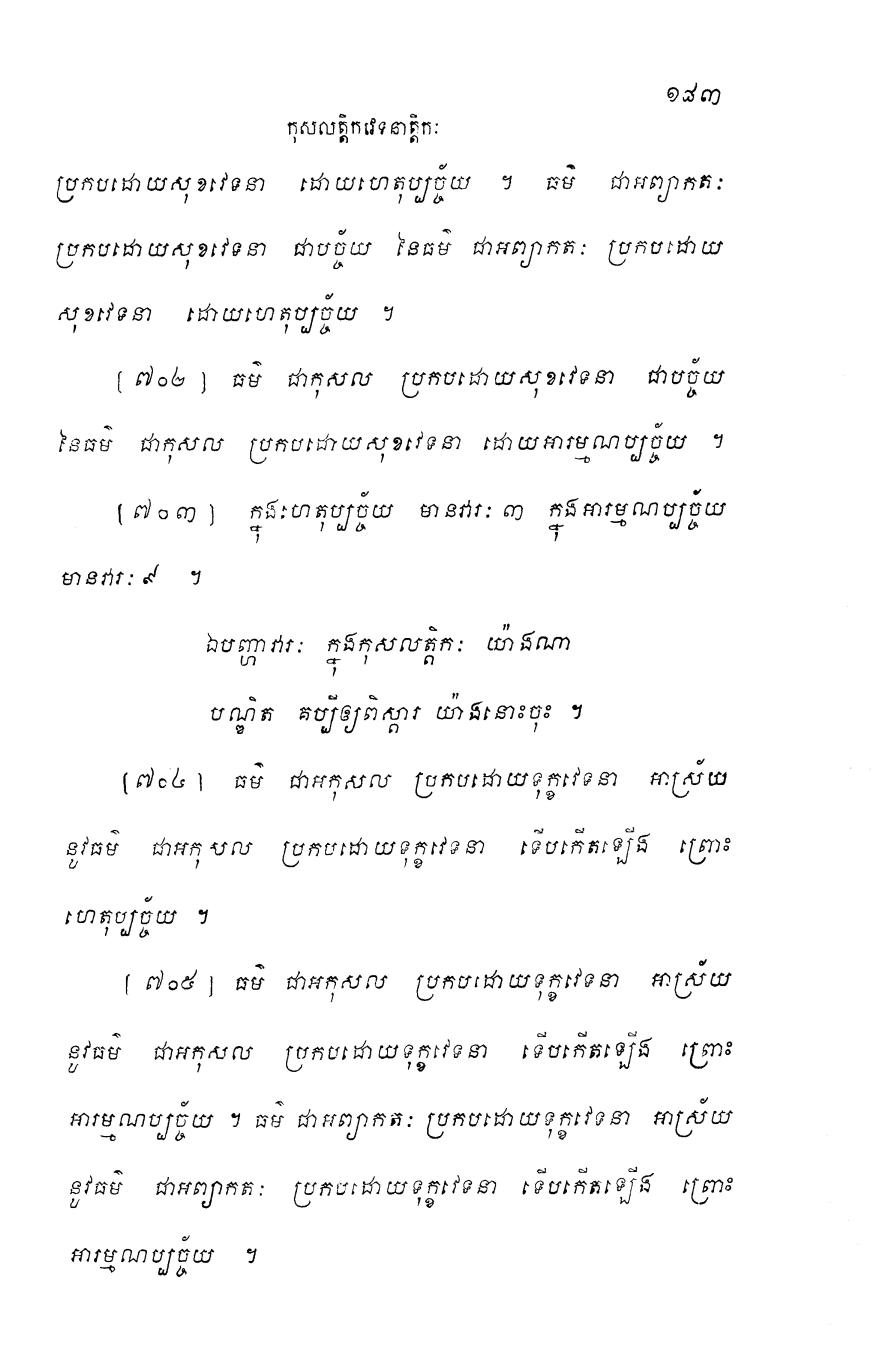 ១៨៣
កុសលត្តិកវេទនាត្តិកៈ
ប្រកបដោយសុខវេទនា ដោយហេតុប្បច្ច័យ ។ ធម៌ ជាអព្យាកតៈ
ប្រកបដោយសុខវេទនា ជាបច្ច័យ នៃធម៌ ជាអព្យាកតៈ ប្រកបដោយ
សុខវេទនា ដោយហេតុប្បច្ច័យ ។
[៧០២] ធម៌ ជាកុសល ប្រកបដោយសុខវេទនា ជាបច្ច័យ
នៃធម៌ ជាកុសល ប្រកបដោយសុខវេទនា ដោយអារម្មណប្បច្ច័យ ។
[៧០៣] ក្នុងហេតុប្បច្ច័យ មានវារៈ ៣ ក្នុងអារម្មណប្បច្ច័យ
មានវារៈ ៩ ។
ឯបញ្ហាវារៈ ក្នុងកុសលត្តិកៈ យ៉ាងណា
បណ្ឌិត គប្បីឲ្យពិស្តារ យ៉ាងនោះចុះ ។
[៧០៤] ធម៌ ជាអកុសល ប្រកបដោយទុក្ខវេទនា អាស្រ័យ
នូវធម៌ ជាអកុសល ប្រកបដោយទុក្ខវេទនា ទើបកើតឡើង ព្រោះ
ហេតុប្បច្ច័យ ។
[៧០៥] ធម៌ ជាអកុសល ប្រកបដោយទុក្ខវេទនា អាស្រ័យ
នូវធម៌ ជាអកុសល ប្រកបដោយទុក្ខវេទនា ទើបកើតឡើង ព្រោះ
អារម្មណប្បច្ច័យ ។ ធម៌ ជាអព្យាកតៈ ប្រកបដោយទុក្ខវេទនា អាស្រ័យ
នូវធម៌ ជាអព្យាកតៈ ប្រកបដោយទុក្ខវេទនា ទើបកើតឡើង ព្រោះ
អារម្មណប្បច្ច័យ ។